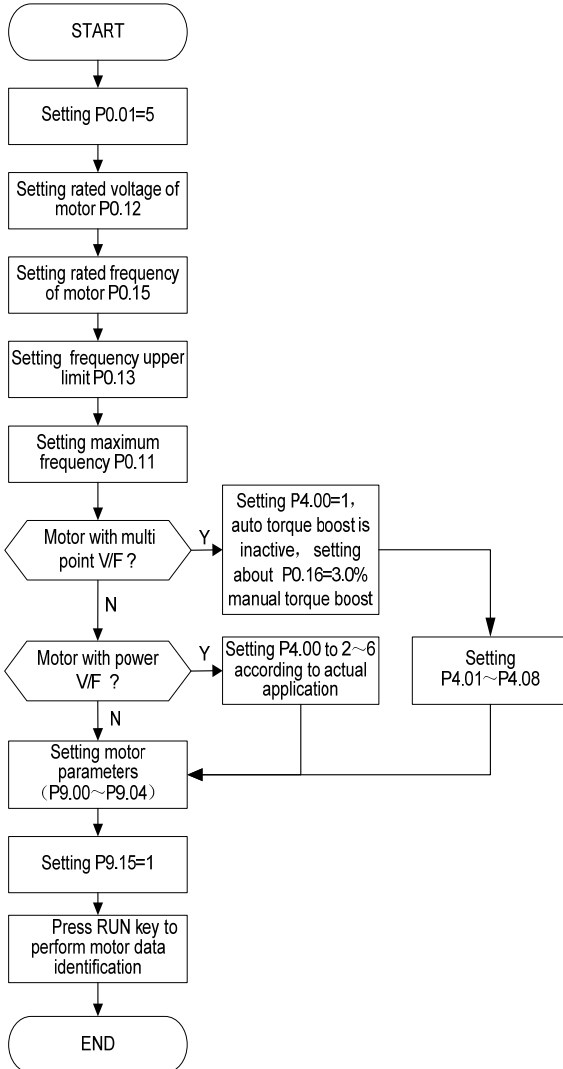 START
Setting P0.01=5
Setting rated voltage of
motor P0.12
Setting rated frequency
of motor P0.15
Setting frequency upper
limit P0.13
Setting maximum
frequency P0.11
Motor with multi
point V/F ?
Y
Setting P4.00=1,
auto torque boost is
inactive, setting
about P0.16=3.0%
manual torque boost
N
Motor with power
V/F ?
Y
Setting P4.00 to 2～6
according to actual
application
Setting
P4.01～P4.08
N
Setting motor
parameters
（P9.00～P9.04）
Setting P9.15=1
Press RUN key to
perform motor data
identification
END